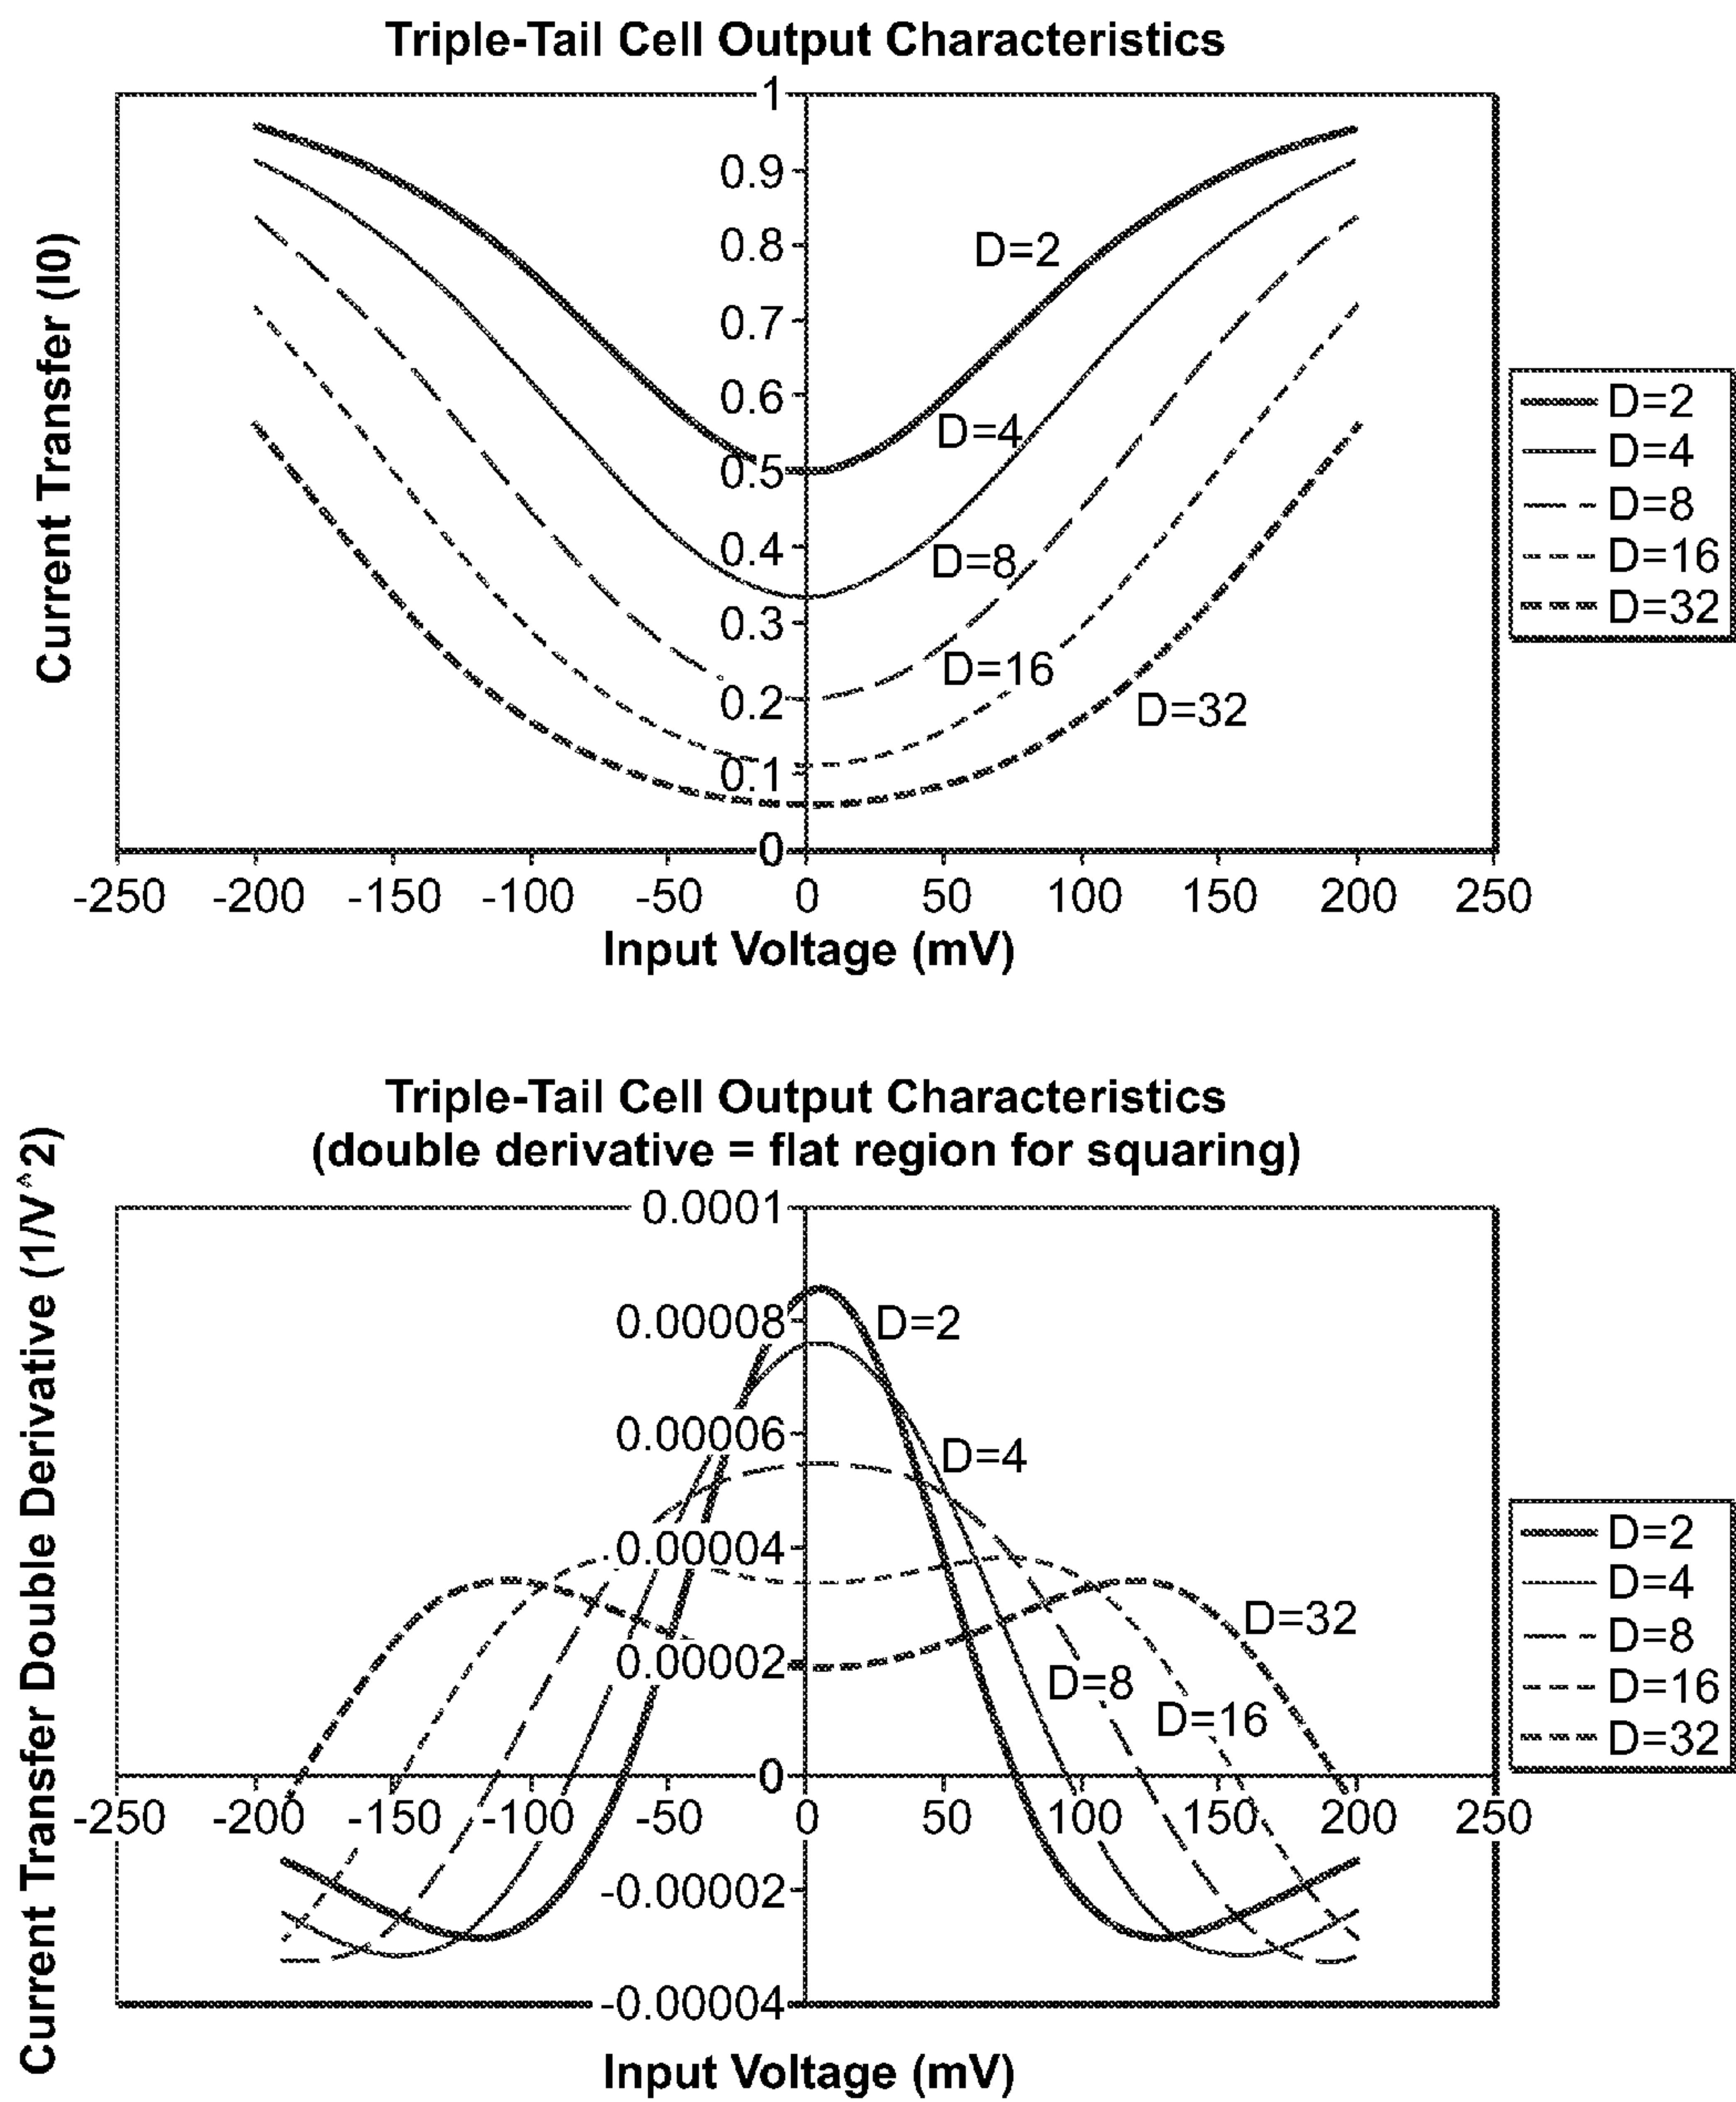 Triple-Tail Cell Output Characteristics
Current Transfer (I0)
1
0.9
0.8
0.7
0.6
0.5
0.4
0.3
0.2
0.1
0
D=2
D=4
D=8
D=16
D=32
-250 -200 -150 -100 -50 0 50 100 150 200 250
Input Voltage (mV)
D=2
D=4
D=8
D=16
D=32
Triple-Tail Cell Output Characteristics
(double derivative = flat region for squaring)
Current Transfer Double Derivative (1/V^2)
0.0001
0.00008
0.00006
0.00004
0.00002
0
-0.00002
-0.00004
D=2
D=4
D=32
D=8
D=16
-250 -200 -150 -100 -50 0 50 100 150 200 250
Input Voltage (mV)
D=2
D=4
D=8
D=16
D=32